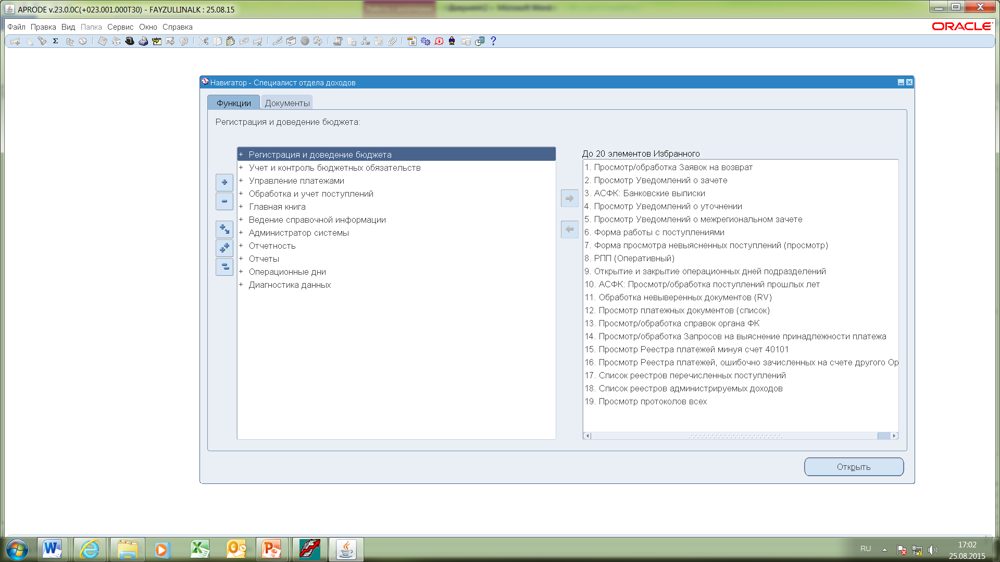 APRODE v.23.0.0C(+023.001.000T30) - FAYZULLINALK : 25.08.15
Файл Правка Вид Папка Сервис Окно Справка
ORACLE
Навигатор - Специалист отдела доходов
Функции Документы
Регистрация и доведение бюджета:
+ Регистрация и доведение бюджета
+ Учет и контроль бюджетных обязательств
+ Управление платежами
+ Обработка и учет поступлений
+ Главная книга
+ Ведение справочной информации
+ Администратор системы
+ Отчетность
+ Отчеты
+ Операционные дни
+ Диагностика данных
До 20 элементов Избранного
1. Просмотр/обработка Заявок на возврат
2. Просмотр Уведомлений о зачете
3. АСФК: Банковские выписки
4. Просмотр Уведомлений о уточнении
5. Просмотр Уведомлений о межрегиональном зачете
6. Форма работы с поступлениями
7. Форма просмотра невыясненных поступлений (просмотр)
8. РПП (Оперативный)
9. Открытие и закрытие операционных дней подразделений
10. АСФК: Просмотр/обработка поступлений прошлых лет
11. Обработка невыверенных документов (RV)
12. Просмотр платежных документов (список)
13. Просмотр/обработка справок органа ФК
14. Просмотр/обработка Запросов на выяснение принадлежности платежа
15. Просмотр Реестра платежей минуя счет 40101
16. Просмотр Реестра платежей, ошибочно зачисленных на счете другого Ор
17. Список реестров перечисленных поступлений
18. Список реестров администрируемых доходов
19. Просмотр протоколов всех
Открыть
RU
17:02
25.08.2015